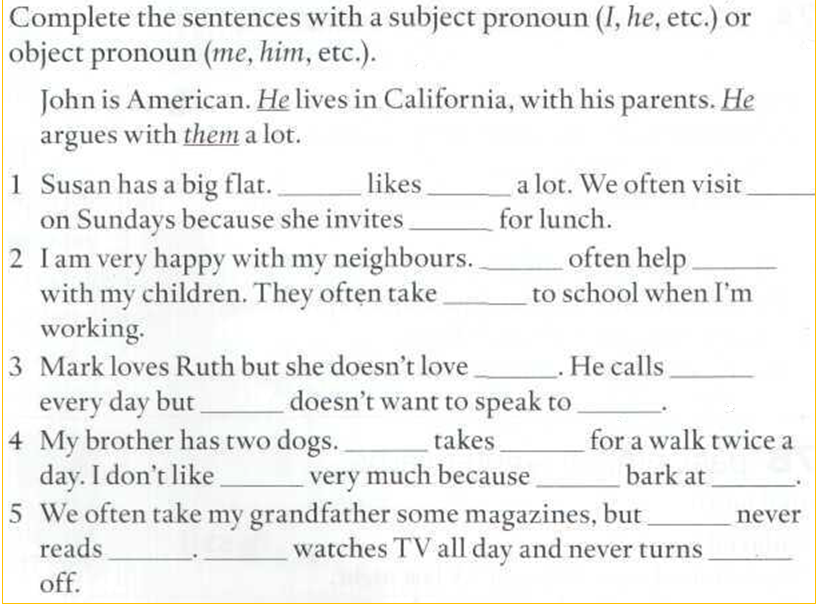 Complete the sentences with a subject pronoun (I, he, etc.) or
object pronoun (me, him, etc.).
John is American. He lives in California, with his parents. He
argues with them a lot.
1 Susan has a big flat. ______ likes ______ a lot. We often visit ______
on Sundays because she invites ______ for lunch.
2 I am very happy with my neighbours. ______ often help ______
with my children. They often take ______ to school when I'm
working.
3 Mark loves Ruth but she doesn't love ______. He calls ______
every day but ______ doesn't want to speak to ______.
4 My brother has two dogs. ______ takes ______ for a walk twice a
day. I don't like ______ very much because ______ bark at ______.
5 We often take my grandfather some magazines, but ______ never
reads ______. ______ watches TV all day and never turns ______
off.